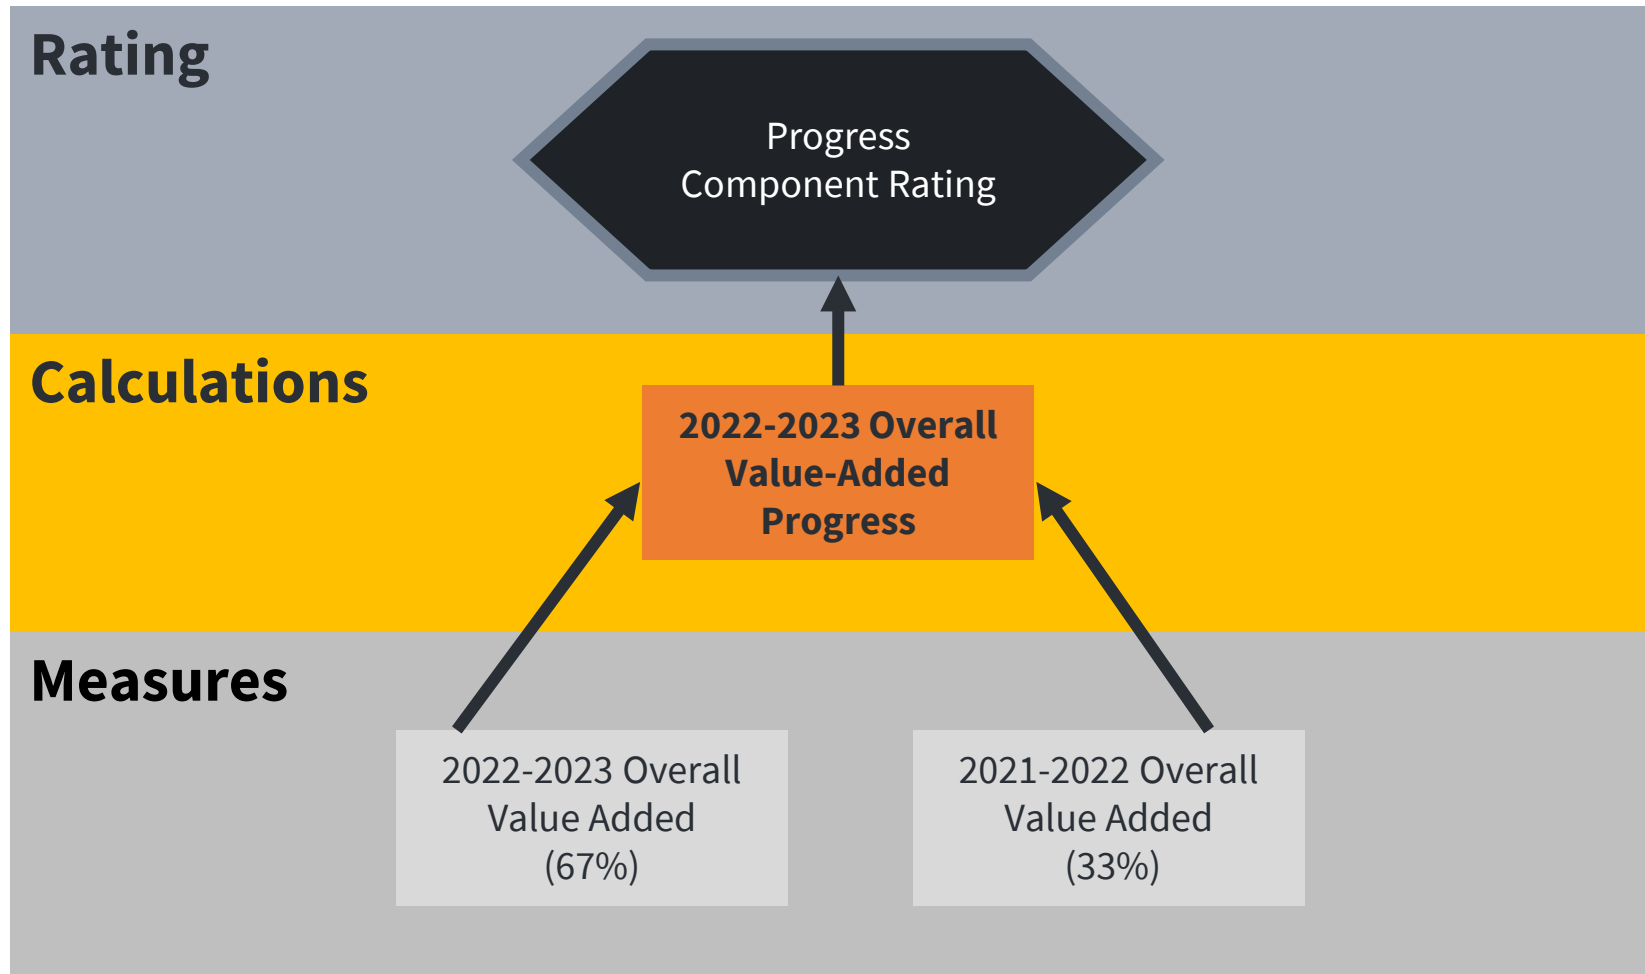 Rating
Progress
Component Rating
Calculations
2022-2023 Overall
Value-Added
Progress
Measures
2022-2023 Overall
Value Added
(67%)
2021-2022 Overall
Value Added
(33%)